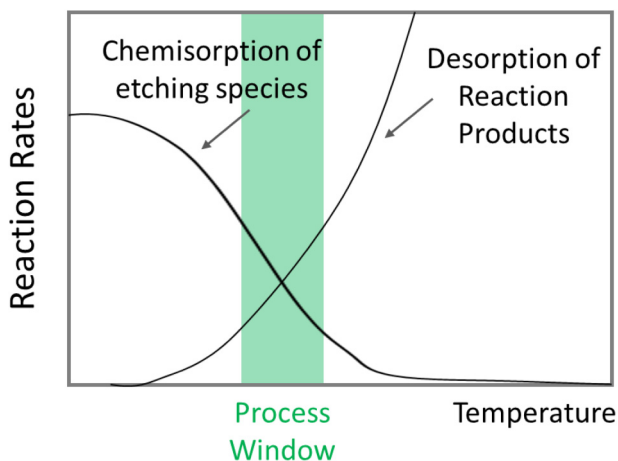 Chemisorption of
etching species
Desorption of
Reaction
Products
Reaction Rates
Process
Window
Temperature